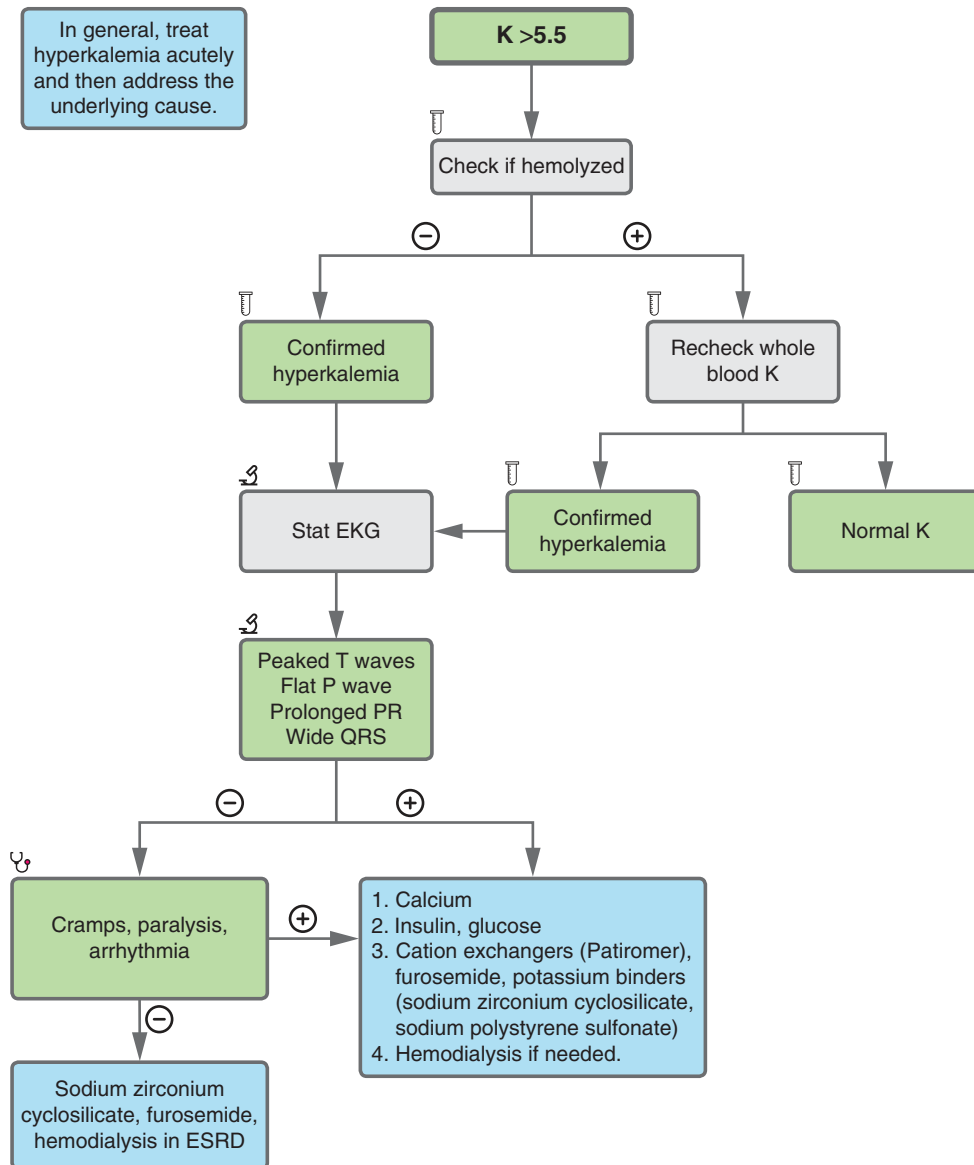 In general, treat
hyperkalemia acutely
and then address the
underlying cause.
K >5.5
Check if hemolyzed
−
+
Confirmed
hyperkalemia
Recheck whole
blood K
Stat EKG
Confirmed
hyperkalemia
Normal K
Peaked T waves
Flat P wave
Prolonged PR
Wide QRS
−
+
Cramps, paralysis,
arrhythmia
+
1. Calcium
2. Insulin, glucose
3. Cation exchangers (Patiromer),
furosemide, potassium binders
(sodium zirconium cyclosilicate,
sodium polystyrene sulfonate)
4. Hemodialysis if needed.
−
Sodium zirconium
cyclosilicate, furosemide,
hemodialysis in ESRD